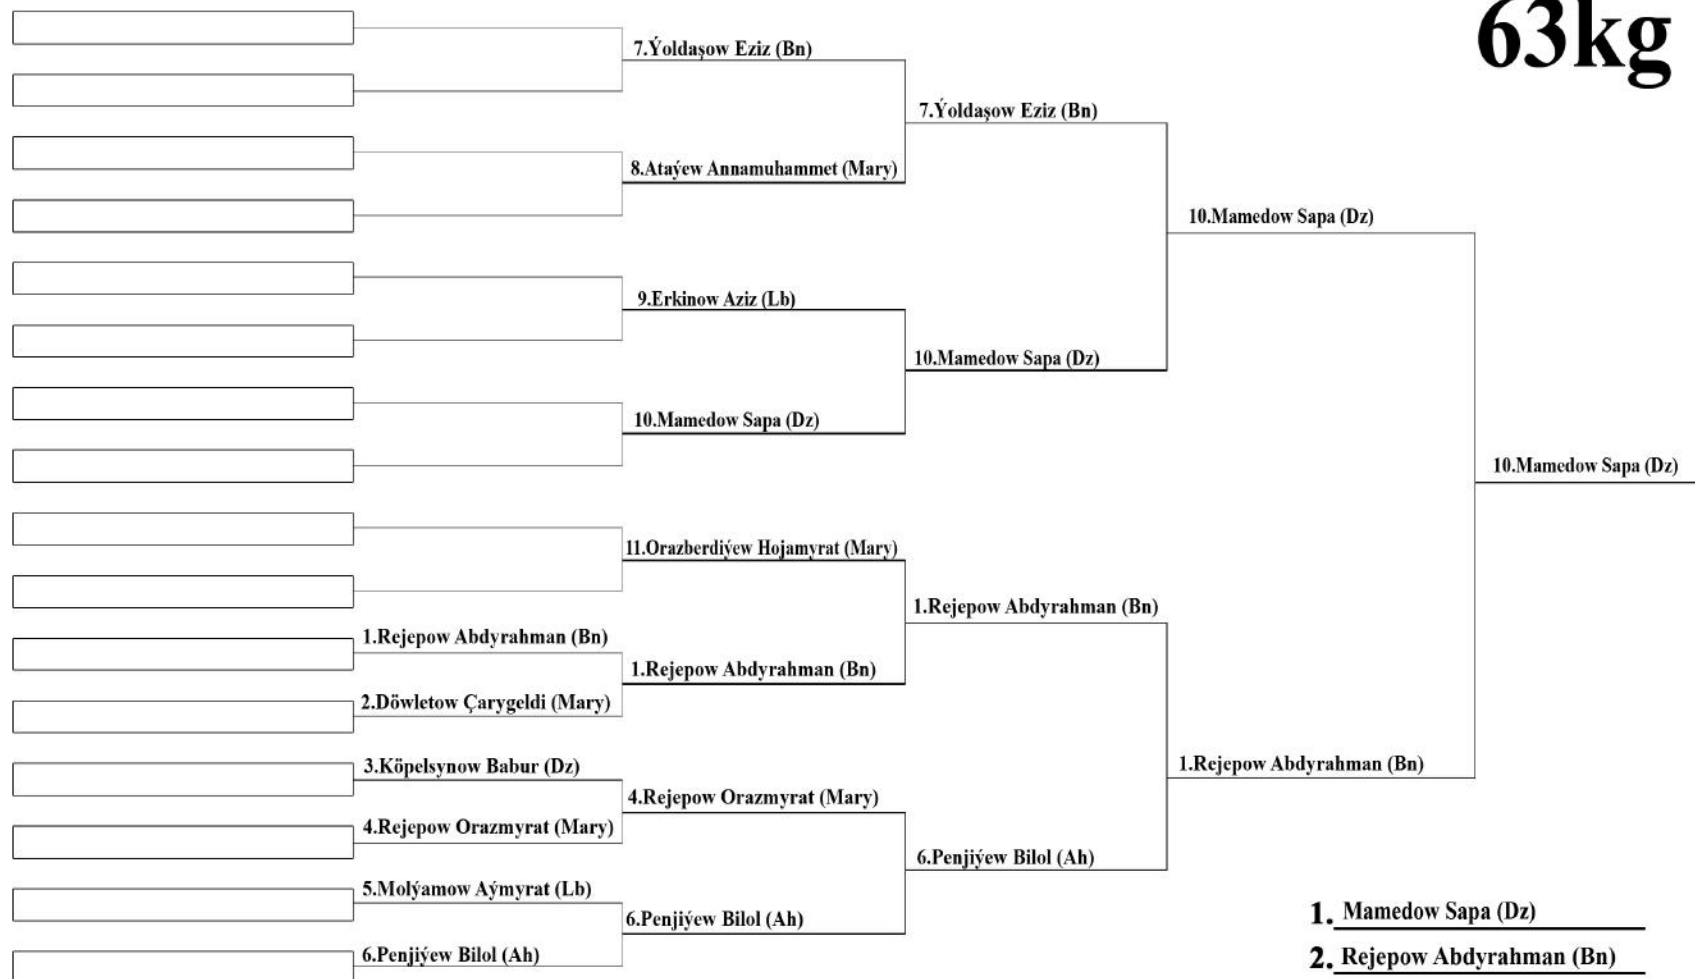 63kg
7.Ýoldaşow Eziz (Bn)
8.Ataýew Annamuhammet (Mary)
9.Erkinow Aziz (Lb)
10.Mamedow Sapa (Dz)
11.Orazberdiýew Hojamyrat (Mary)
1.Rejepow Abdyrahman (Bn)
2.Döwletow Çarygeldi (Mary)
1.Rejepow Abdyrahman (Bn)
3.Köpelsynow Babur (Dz)
4.Rejepow Orazmyrat (Mary)
4.Rejepow Orazmyrat (Mary)
5.Molýamow Aýmyrat (Lb)
6.Penjiýew Bilol (Ah)
6.Penjiýew Bilol (Ah)
7.Ýoldaşow Eziz (Bn)
10.Mamedow Sapa (Dz)
1.Rejepow Abdyrahman (Bn)
6.Penjiýew Bilol (Ah)
10.Mamedow Sapa (Dz)
1.Rejepow Abdyrahman (Bn)
10.Mamedow Sapa (Dz)
1. Mamedow Sapa (Dz)
2. Rejepow Abdyrahman (Bn)